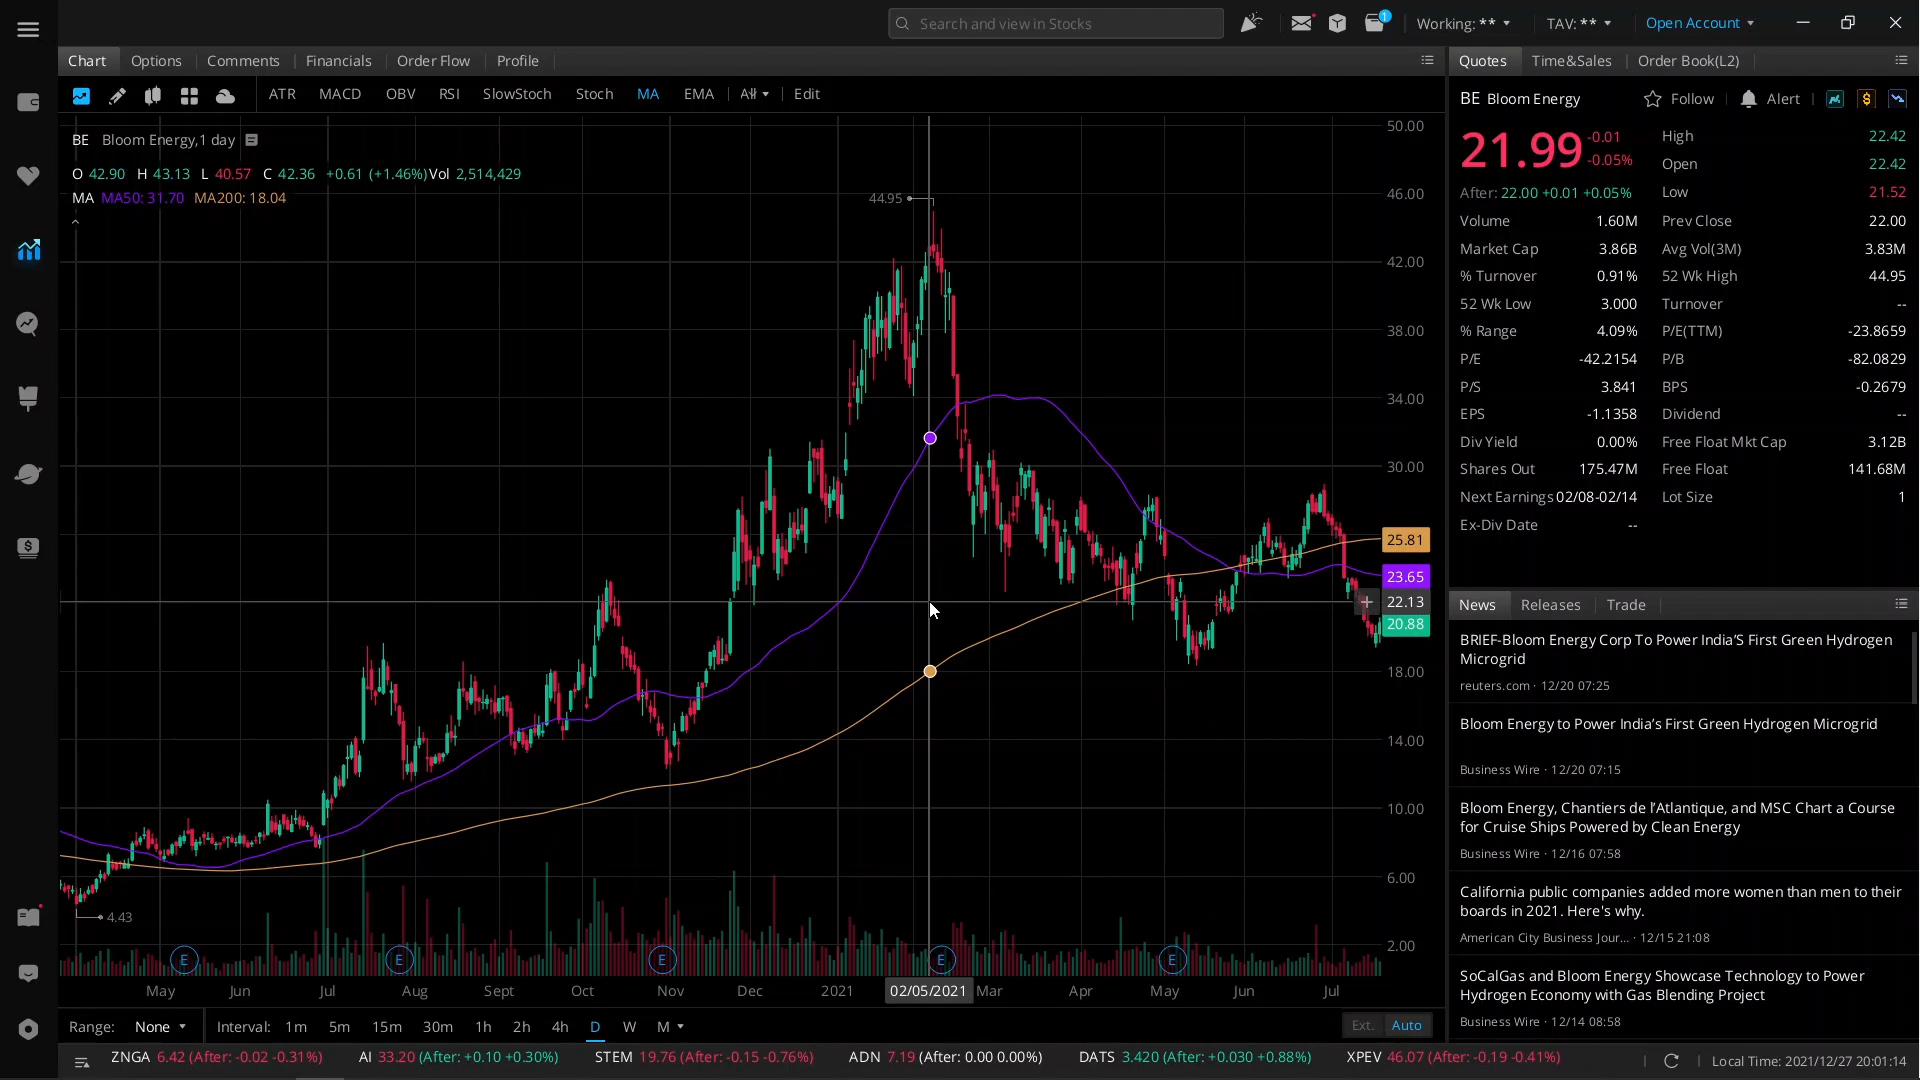 Search and view in Stocks
1
Working: **
TAV: **
Open Account
Chart Options Comments Financials Order Flow Profile
ATR MACD OBV RSI SlowStoch Stoch MA EMA All Edit
BE Bloom Energy,1 day
O 42.90 H 43.13 L 40.57 C 42.36 +0.61 (+1.46%) Vol 2,514,429
MA MA50: 31.70 MA200: 18.04
44.95
4.43
50.00
46.00
42.00
38.00
34.00
30.00
25.81
23.65
22.13
20.88
18.00
14.00
10.00
6.00
2.00
E E E E E
May Jun Jul Aug Sept Oct Nov Dec 2021 02/05/2021 Mar Apr May Jun Jul
Range: None Interval: 1m 5m 15m 30m 1h 2h 4h D W M Ext. Auto
Quotes Time&Sales Order Book(L2)
BE Bloom Energy Follow Alert
21.99 -0.01
-0.05%
After: 22.00 +0.01 +0.05%
High 22.42
Open 22.42
Low 21.52
Volume 1.60M Prev Close 22.00
Market Cap 3.86B Avg Vol(3M) 3.83M
% Turnover 0.91% 52 Wk High 44.95
52 Wk Low 3.000 Turnover --
% Range 4.09% P/E(TTM) -23.8659
P/E -42.2154 P/B -82.0829
P/S 3.841 BPS -0.2679
EPS -1.1358 Dividend --
Div Yield 0.00% Free Float Mkt Cap 3.12B
Shares Out 175.47M Free Float 141.68M
Next Earnings 02/08-02/14 Lot Size 1
Ex-Div Date --
News Releases Trade
BRIEF-Bloom Energy Corp To Power India'S First Green Hydrogen
Microgrid
reuters.com · 12/20 07:25
Bloom Energy to Power India's First Green Hydrogen Microgrid
Business Wire · 12/20 07:15
Bloom Energy, Chantiers de l'Atlantique, and MSC Chart a Course
for Cruise Ships Powered by Clean Energy
Business Wire · 12/16 07:58
California public companies added more women than men to their
boards in 2021. Here's why.
American City Business Jour... · 12/15 21:08
SoCalGas and Bloom Energy Showcase Technology to Power
Hydrogen Economy with Gas Blending Project
Business Wire · 12/14 08:58
ZNGA 6.42 (After: -0.02 -0.31%) AI 33.20 (After: +0.10 +0.30%) STEM 19.76 (After: -0.15 -0.76%) ADN 7.19 (After: 0.00 0.00%) DATS 3.420 (After: +0.030 +0.88%) XPEV 46.07 (After: -0.19 -0.41%)
Local Time: 2021/12/27 20:01:14